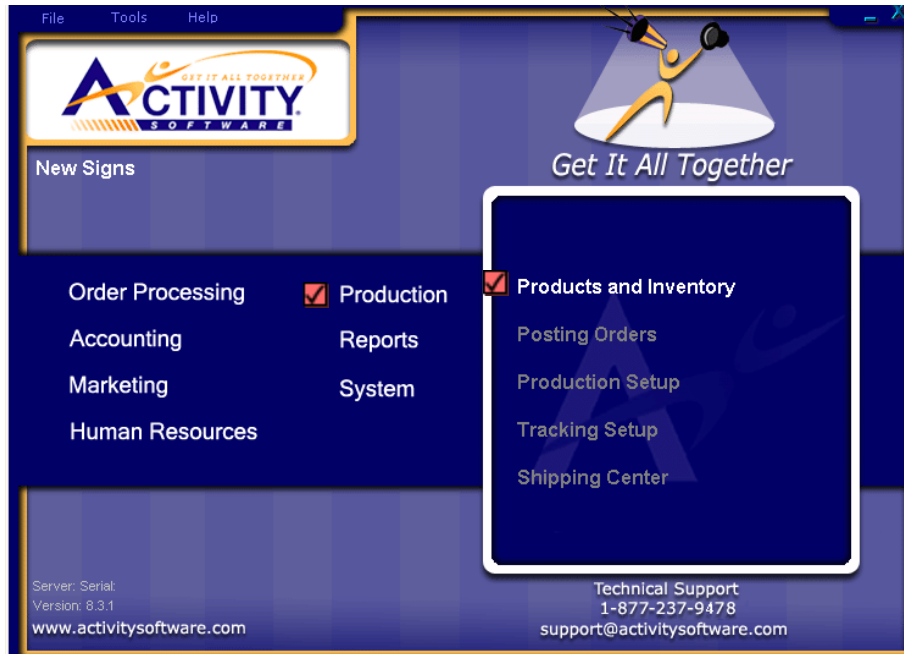 File Tools Help
X
GET IT ALL TOGETHER
ACTIVITY
SOFTWARE
Get It All Together
New Signs
Order Processing
Accounting
Marketing
Human Resources
Production
Reports
System
Products and Inventory
Posting Orders
Production Setup
Tracking Setup
Shipping Center
Server: Serial:
Version: 8.3.1
www.activitysoftware.com
Technical Support
1-877-237-9478
support@activitysoftware.com